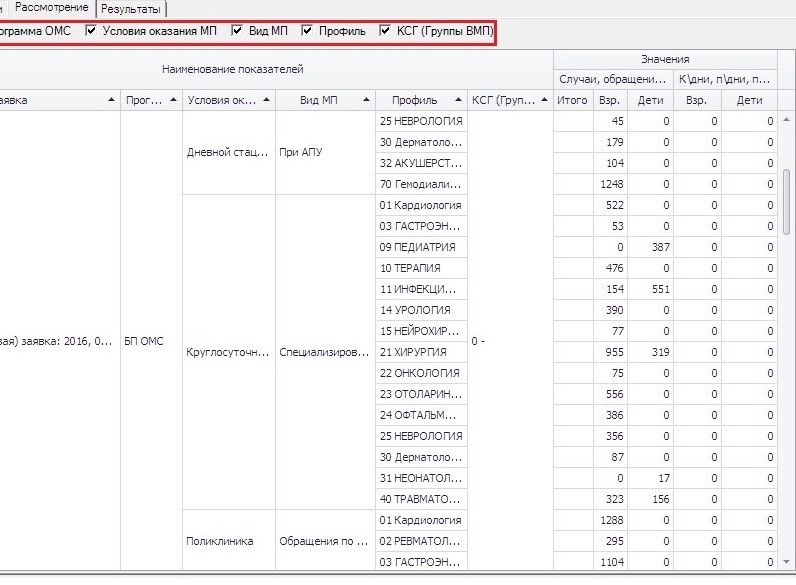 Рассмотрение Результаты
ограмма ОМС Условия оказания МП Вид МП Профиль КСГ (Группы ВМП)
Наименование показателей Значения
Случаи, обращени... К\дни, п\дни, п...
аявка Прог... Условия ок... Вид МП Профиль КСГ (Груп... Итого Взр. Дети Взр. Дети
25 НЕВРОЛОГИЯ 45 0 0 0
Дневной стац... При АПУ
30 Дерматоло... 179 0 0 0
32 АКУШЕРСТ... 104 0 0 0
70 Гемодиали... 1248 0 0 0
01 Кардиология 522 0 0 0
03 ГАСТРОЭН... 53 0 0 0
09 ПЕДИАТРИЯ 0 387 0 0
10 ТЕРАПИЯ 476 0 0 0
11 ИНФЕКЦИ... 154 551 0 0
14 УРОЛОГИЯ 390 0 0 0
15 НЕЙРОХИР... 77 0 0 0
вая) заявка: 2016, 0... БП ОМС 0 -
Круглосуточн... Специализиров... 21 ХИРУРГИЯ 955 319 0 0
22 ОНКОЛОГИЯ 75 0 0 0
23 ОТОЛАРИН... 556 0 0 0
24 ОФТАЛЬМ... 386 0 0 0
25 НЕВРОЛОГИЯ 356 0 0 0
30 Дерматоло... 87 0 0 0
31 НЕОНАТОЛ... 0 17 0 0
40 ТРАВМАТО... 323 156 0 0
01 Кардиология 1288 0 0 0
Поликлиника Обращения по ... 02 РЕВМАТОЛ... 295 0 0 0
03 ГАСТРОЭН... 1104 0 0 0